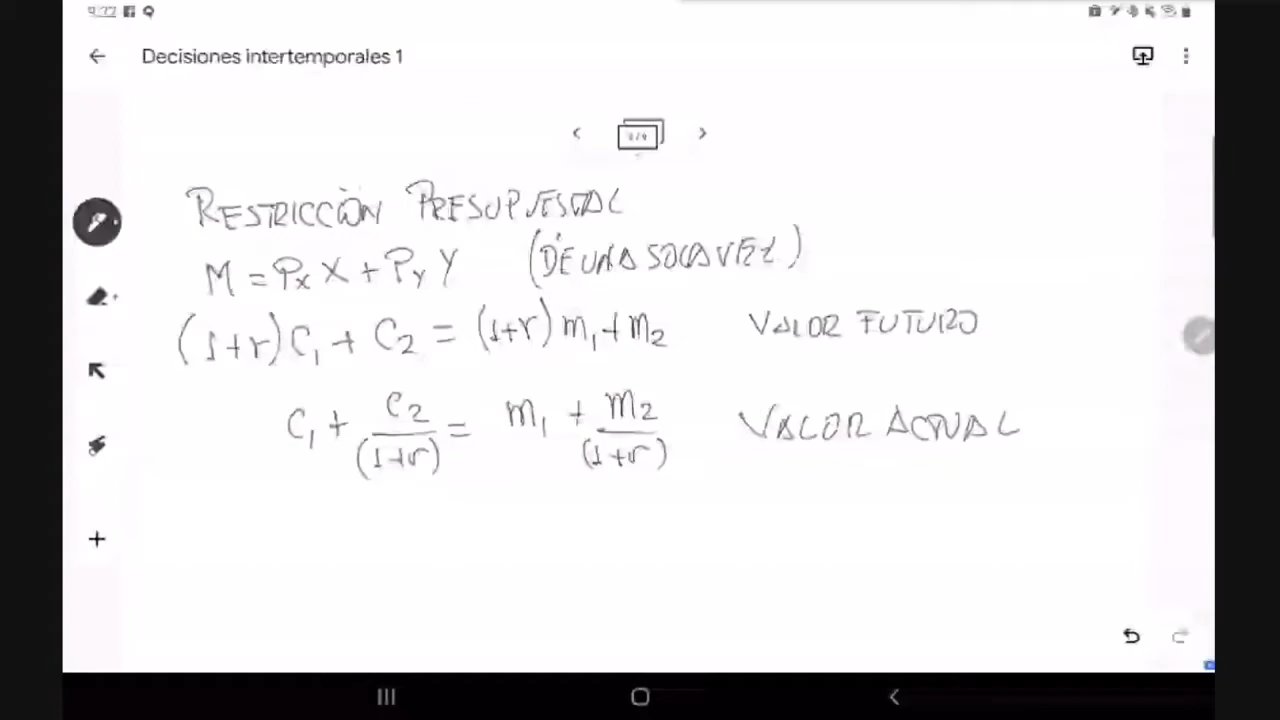 Decisiones intertemporales 1
RESTRICCIÓN PRESUPUESTAL
M = Px X + Py Y (DE UNA SOLA VEZ)
(1+r) C₁ + C₂ = (1+r) m₁ + m₂ VALOR FUTURO
C₁ + C₂/(1+r) = m₁ + m₂/(1+r) VALOR ACTUAL